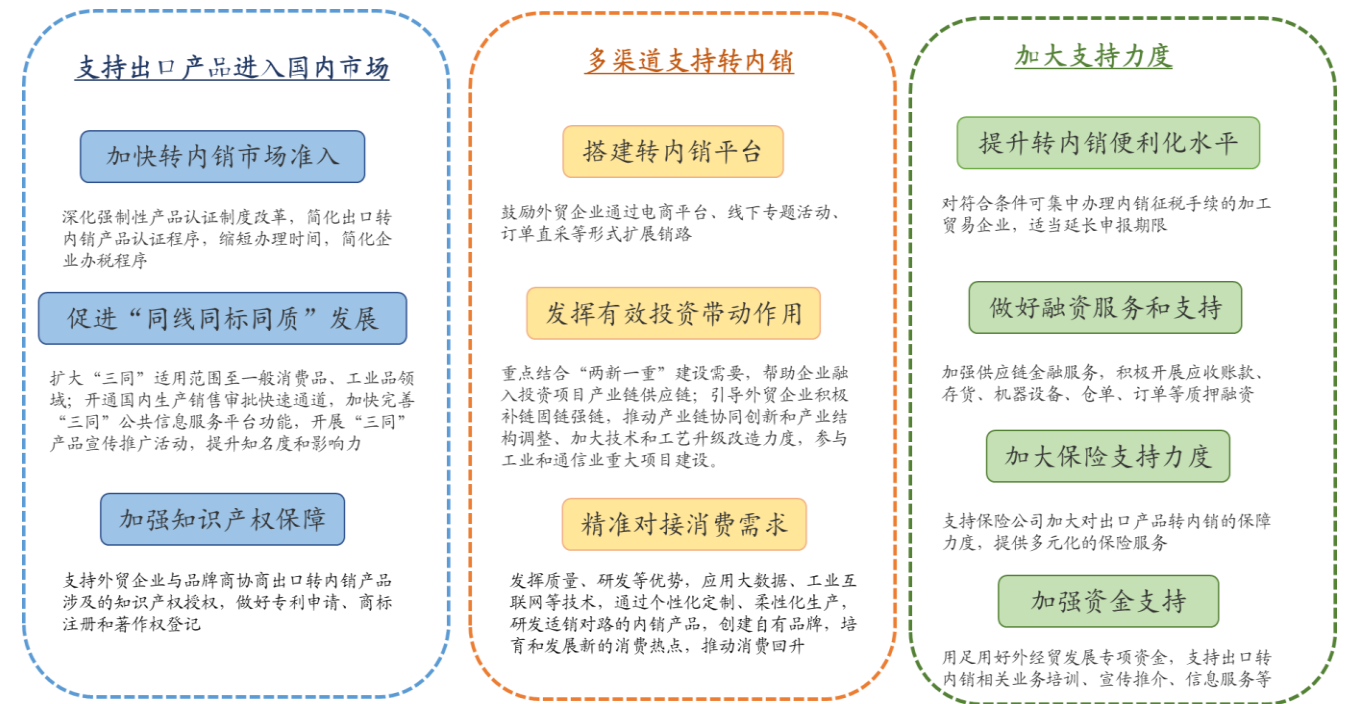 支持出口产品进入国内市场
加快转内销市场准入
深化强制性产品认证制度改革，简化出口转
内销产品认证程序，缩短办理时间，简化企
业办税程序
促进“同线同标同质”发展
扩大“三同”适用范围至一般消费品、工业品领
域；开通国内生产销售审批快速通道，加快完善
“三同”公共信息服务平台功能，开展“三同”
产品宣传推广活动，提升知名度和影响力
加强知识产权保障
支持外贸企业与品牌商协商出口转内销产品
涉及的知识产权授权，做好专利申请、商标
注册和著作权登记
多渠道支持转内销
搭建转内销平台
鼓励外贸企业通过电商平台、线下专题活动、
订单直采等形式扩展销路
发挥有效投资带动作用
重点结合“两新一重”建设需要，帮助企业融
入投资项目产业链供应链；引导外贸企业积极
补链固链强链，推动产业链协同创新和产业结
构调整、加大技术和工艺升级改造力度，参与
工业和通信业重大项目建设。
精准对接消费需求
发挥质量、研发等优势，应用大数据、工业互
联网等技术，通过个性化定制、柔性化生产，
研发适销对路的内销产品，创建自有品牌，培
育和发展新的消费热点，推动消费回升
加大支持力度
提升转内销便利化水平
对符合条件可集中办理内销征税手续的加工
贸易企业，适当延长申报期限
做好融资服务和支持
加强供应链金融服务，积极开展应收账款、
存货、机器设备、仓单、订单等质押融资
加大保险支持力度
支持保险公司加大对出口产品转内销的保障
力度，提供多元化的保险服务
加强资金支持
用足用好外经贸发展专项资金，支持出口转
内销相关业务培训、宣传推介、信息服务等